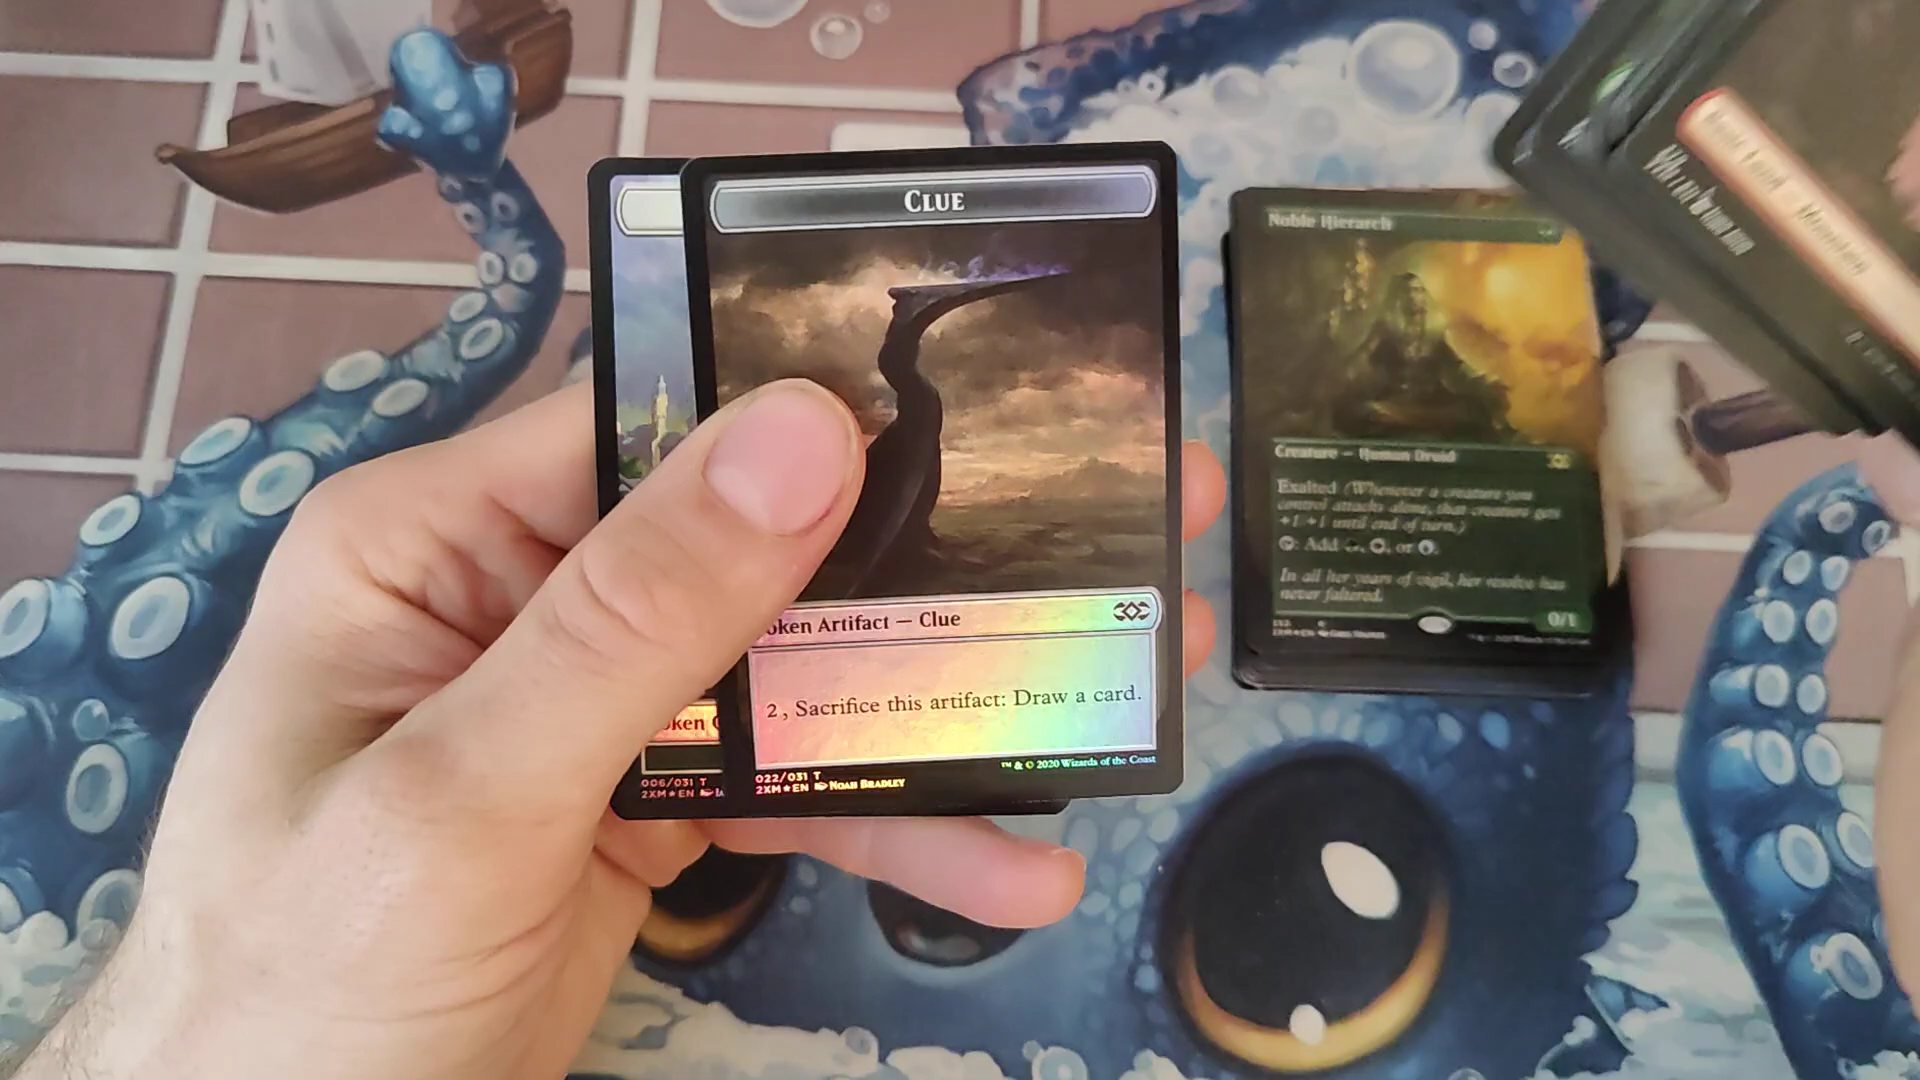 CLUE
oken Artifact — Clue
2, Sacrifice this artifact: Draw a card.
022/031 T
2XM★EN NOAH BRADLEY
™ & © 2020 Wizards of the Coast
oken
006/031 T
2XM★EN
Noble Hierarch
Creature — Human Druid
Exalted (Whenever a creature you
control attacks alone, that creature gets
+1/+1 until end of turn.)
: Add , , or .
In all her years of vigil, her resolve has
never faltered.
0/1